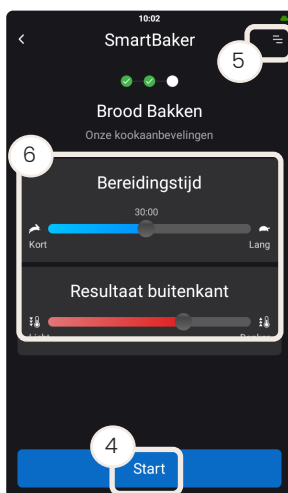 10:02
SmartBaker
5
Brood Bakken
Onze kookaanbevelingen
6
Bereidingstijd
30:00
Kort Lang
Resultaat buitenkant
4
Start